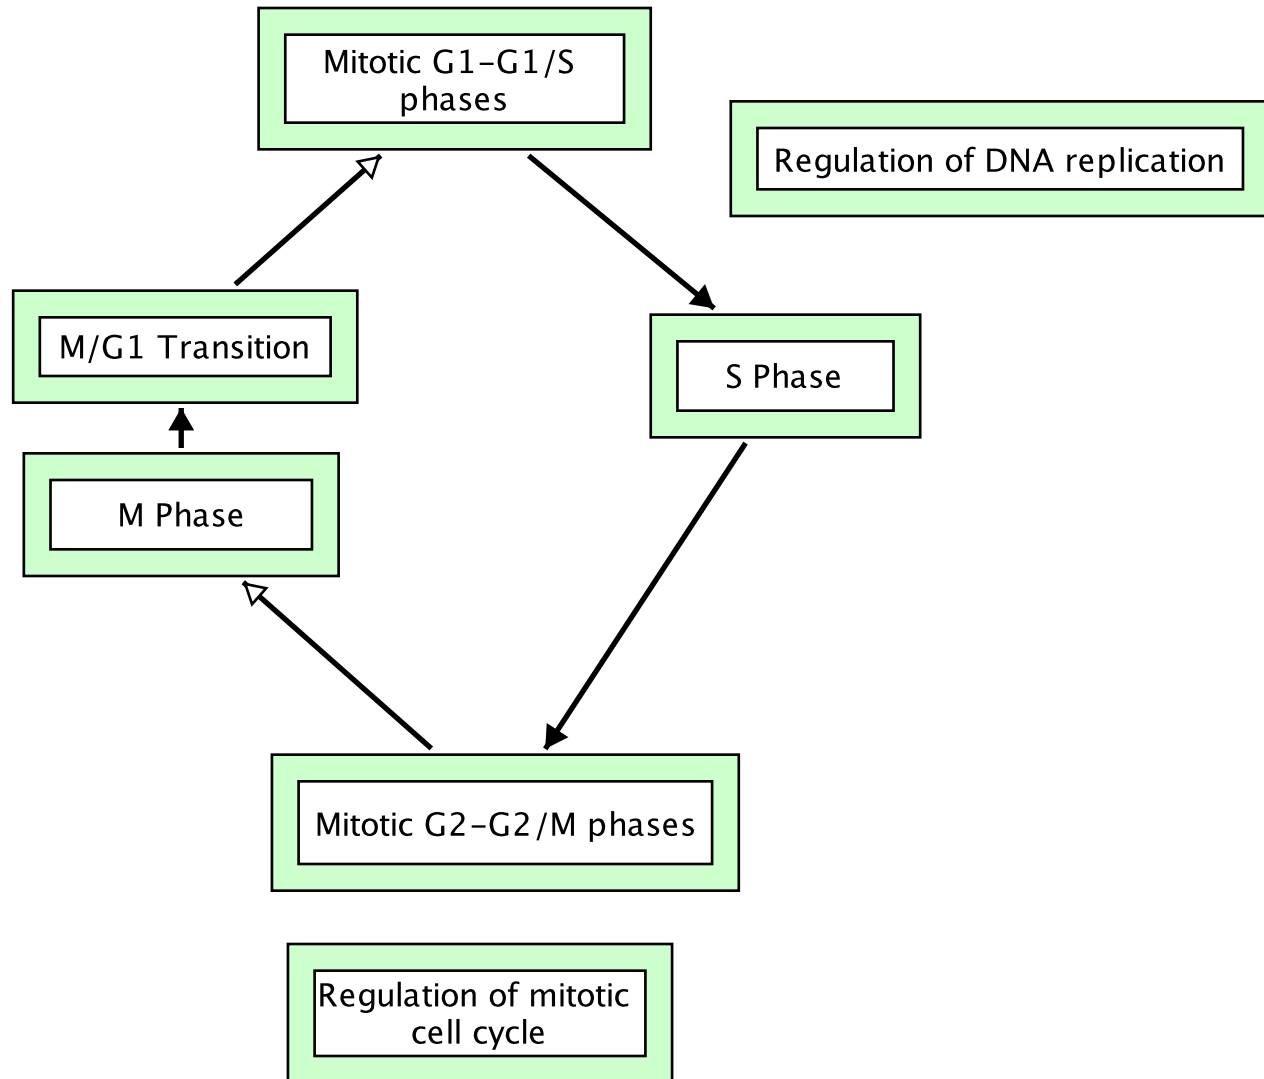 Mitotic G1-G1/S
phases
Regulation of DNA replication
M/G1 Transition
S Phase
M Phase
Mitotic G2-G2/M phases
Regulation of mitotic
cell cycle